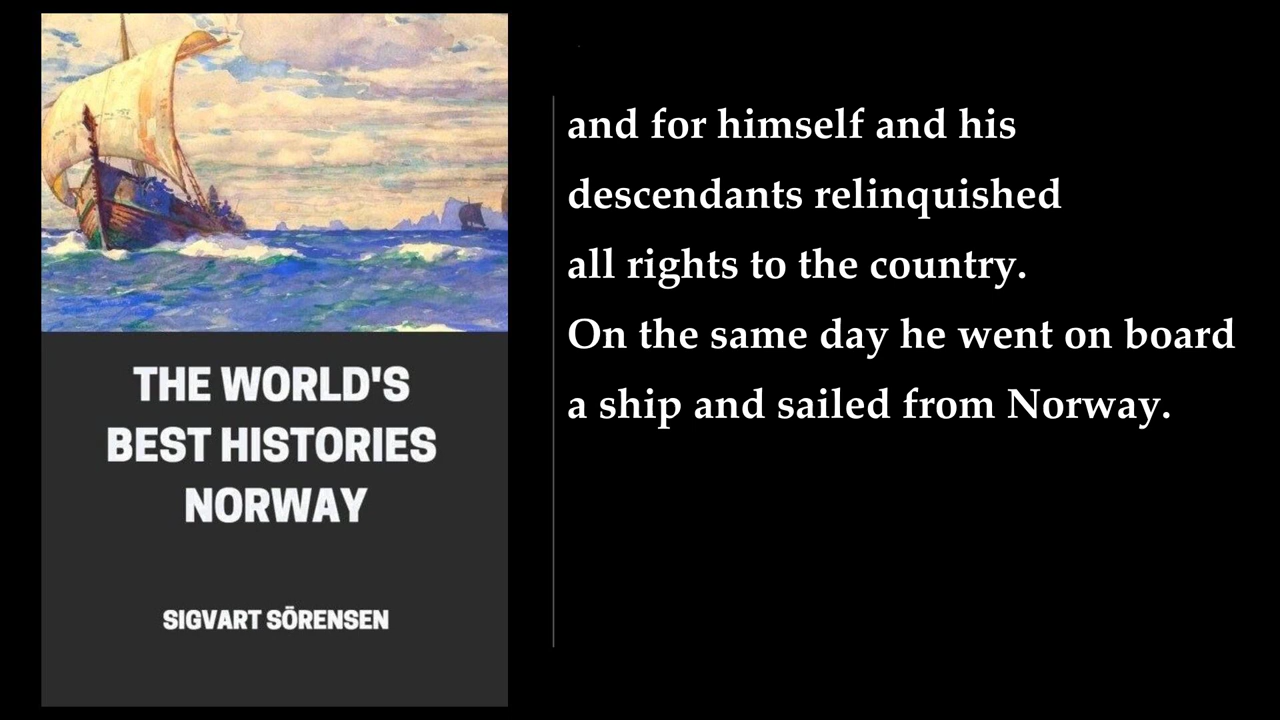 THE WORLD'S
BEST HISTORIES
NORWAY
SIGVART SÖRENSEN
and for himself and his
descendants relinquished
all rights to the country.
On the same day he went on board
a ship and sailed from Norway.